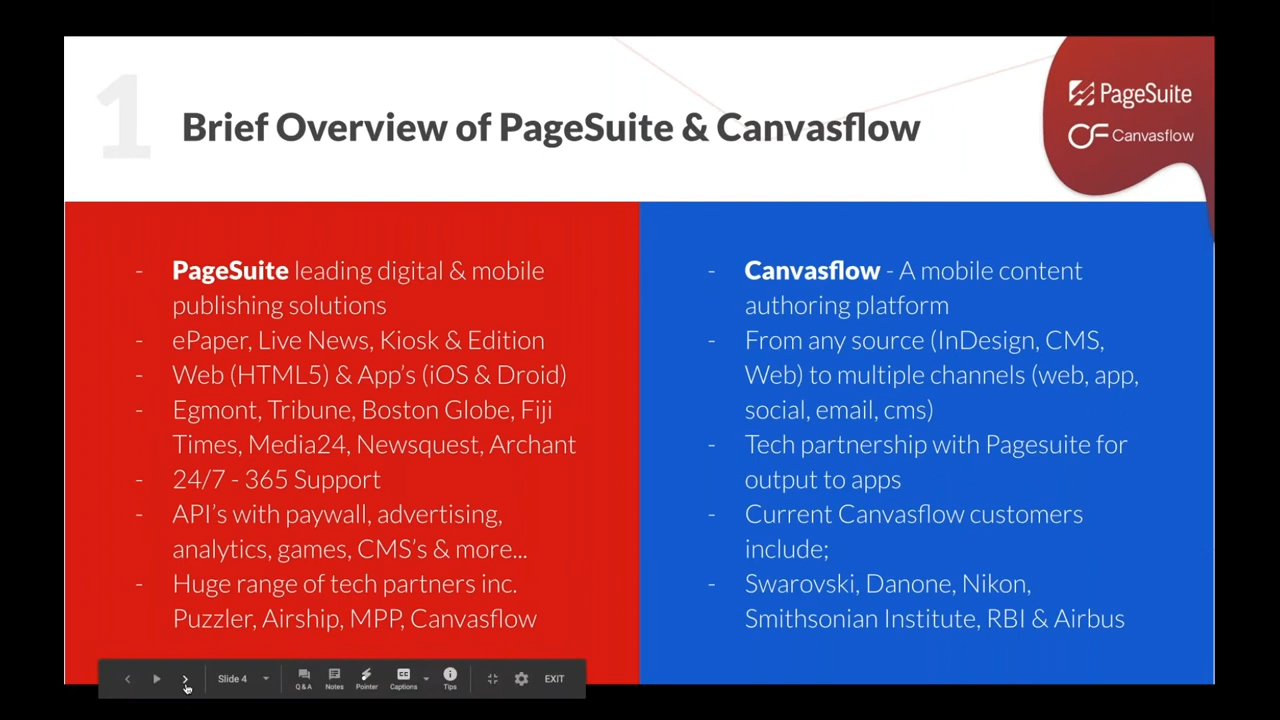 1
Brief Overview of PageSuite & Canvasflow
PageSuite
CF Canvasflow
- PageSuite leading digital & mobile
publishing solutions
- ePaper, Live News, Kiosk & Edition
- Web (HTML5) & App's (iOS & Droid)
- Egmont, Tribune, Boston Globe, Fiji
Times, Media24, Newsquest, Archant
- 24/7 - 365 Support
- API's with paywall, advertising,
analytics, games, CMS's & more...
- Huge range of tech partners inc.
Puzzler, Airship, MPP, Canvasflow
- Canvasflow - A mobile content
authoring platform
- From any source (InDesign, CMS,
Web) to multiple channels (web, app,
social, email, cms)
- Tech partnership with Pagesuite for
output to apps
- Current Canvasflow customers
include;
- Swarovski, Danone, Nikon,
Smithsonian Institute, RBI & Airbus
Slide 4
Q & A
Notes
Pointer
CC
Captions
Tips
EXIT